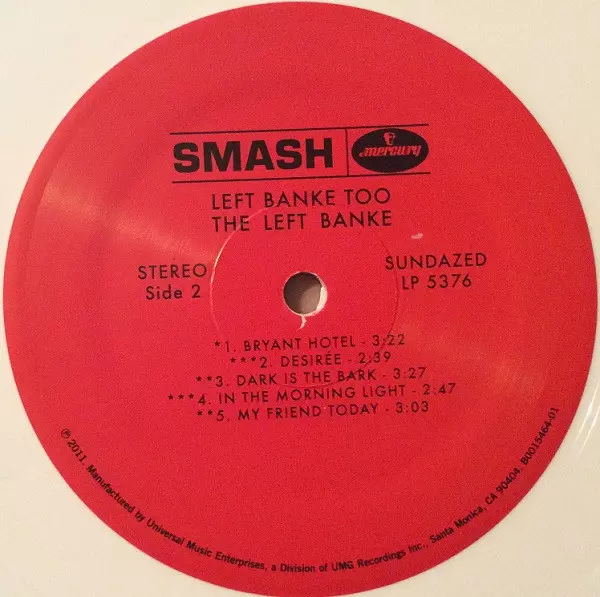 SMASH
mercury
LEFT BANKE TOO
THE LEFT BANKE
STEREO
Side 2
SUNDAZED
LP 5376
*1. BRYANT HOTEL - 3:22
***2. DESIRÉE - 2:39
**3. DARK IS THE BARK - 3:27
***4. IN THE MORNING LIGHT - 2:47
**5. MY FRIEND TODAY - 3:03
℗ 2011. Manufactured by Universal Music Enterprises, a Division of UMG Recordings Inc., Santa Monica, CA 90404. B0015464-01